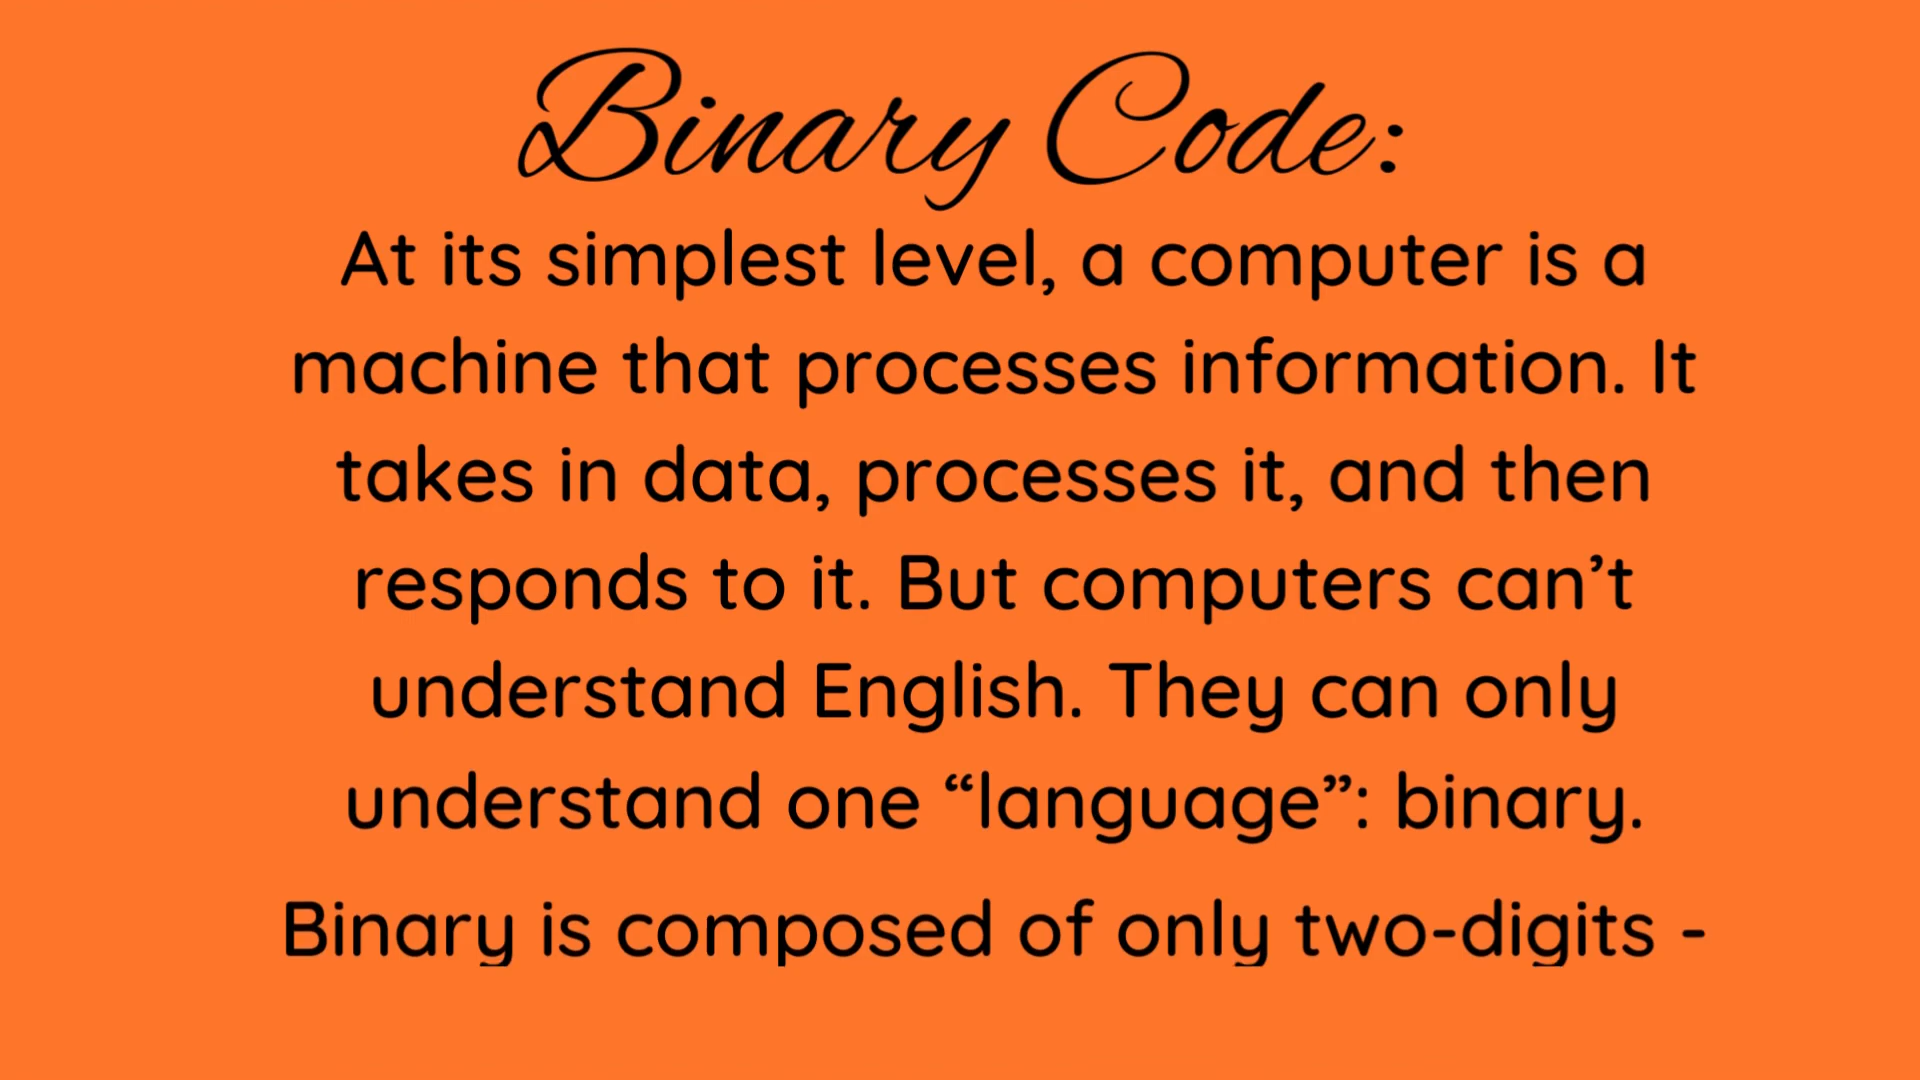 Binary Code:
At its simplest level, a computer is a
machine that processes information. It
takes in data, processes it, and then
responds to it. But computers can’t
understand English. They can only
understand one “language”: binary.
Binary is composed of only two-digits -